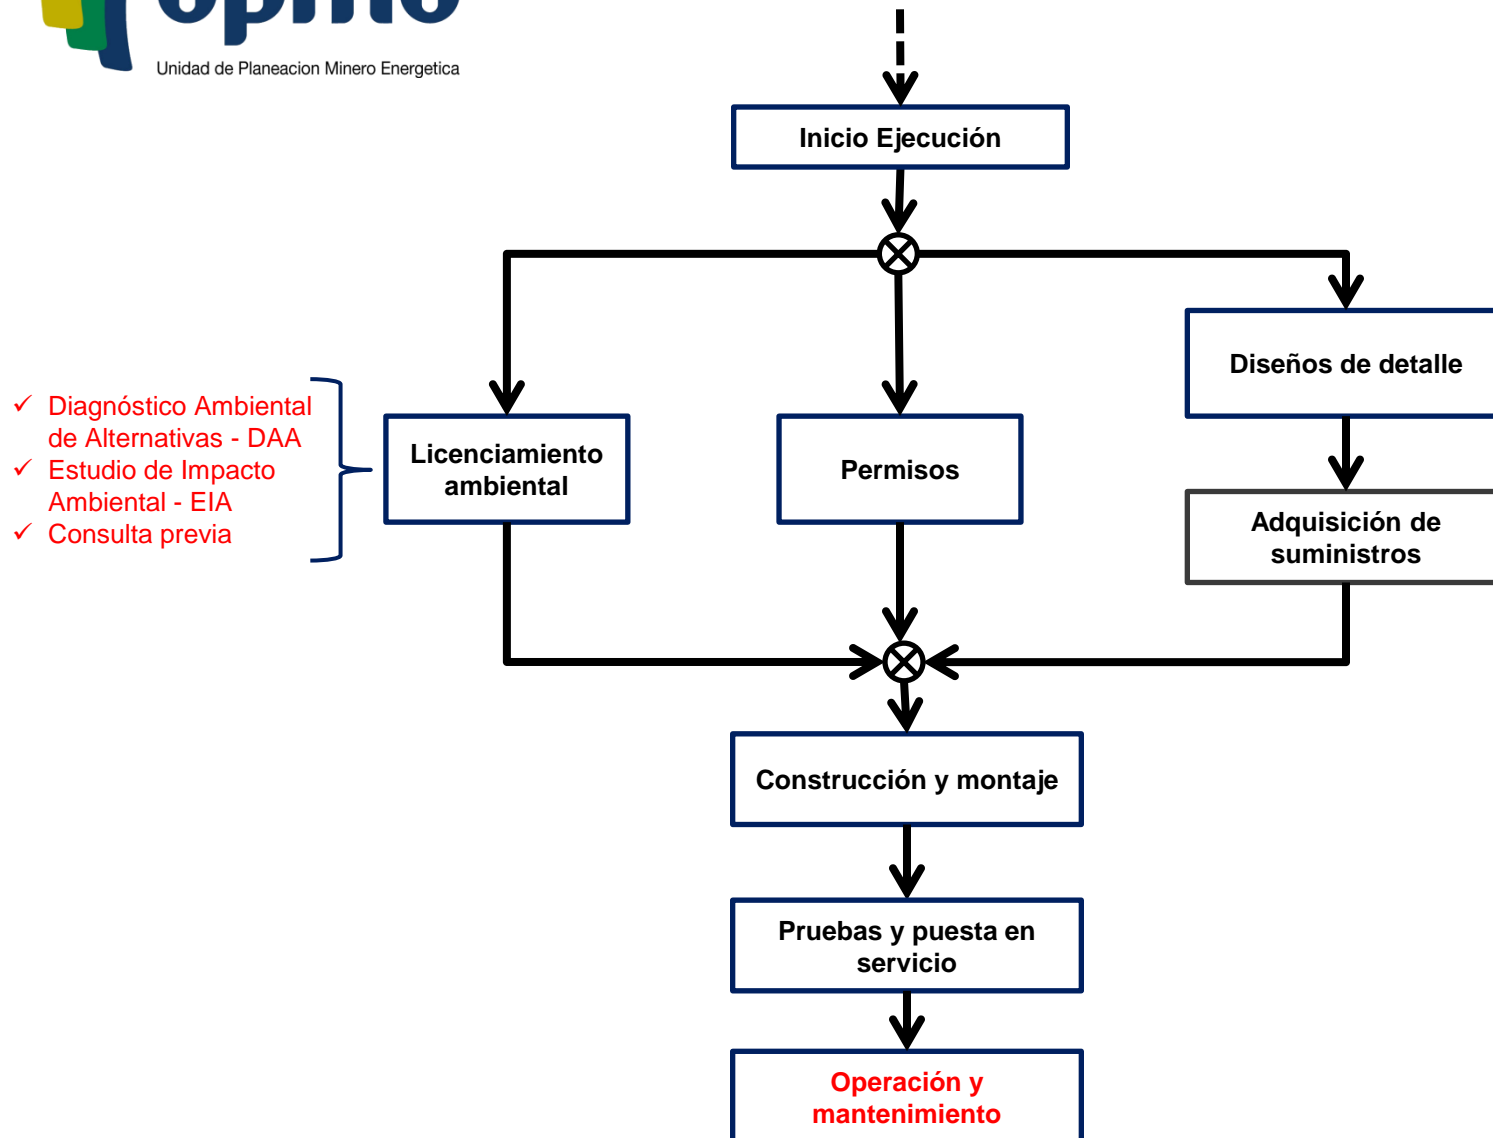 upme
Unidad de Planeacion Minero Energetica
Inicio Ejecución
Diseños de detalle
✓ Diagnóstico Ambiental
de Alternativas - DAA
✓ Estudio de Impacto
Ambiental - EIA
✓ Consulta previa
Licenciamiento
ambiental
Permisos
Adquisición de
suministros
Construcción y montaje
Pruebas y puesta en
servicio
Operación y
mantenimiento